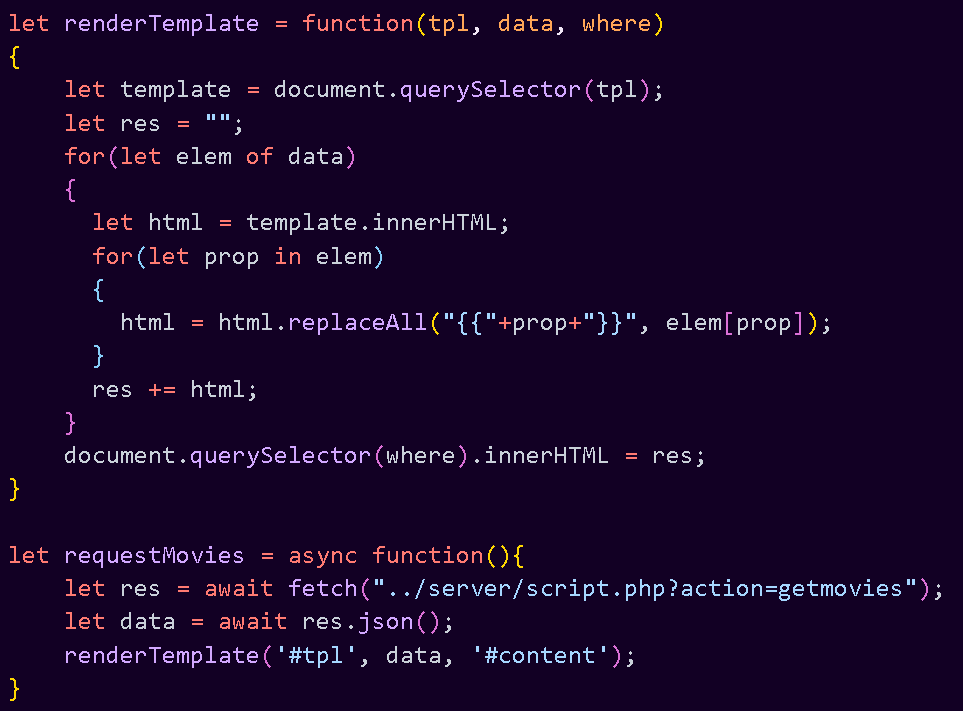 let renderTemplate = function(tpl, data, where)
{
    let template = document.querySelector(tpl);
    let res = "";
    for(let elem of data)
    {
      let html = template.innerHTML;
      for(let prop in elem)
      {
        html = html.replaceAll("{{"+prop+"}}", elem[prop]);
      }
      res += html;
    }
    document.querySelector(where).innerHTML = res;
}

let requestMovies = async function(){
    let res = await fetch("../server/script.php?action=getmovies");
    let data = await res.json();
    renderTemplate('#tpl', data, '#content');
}